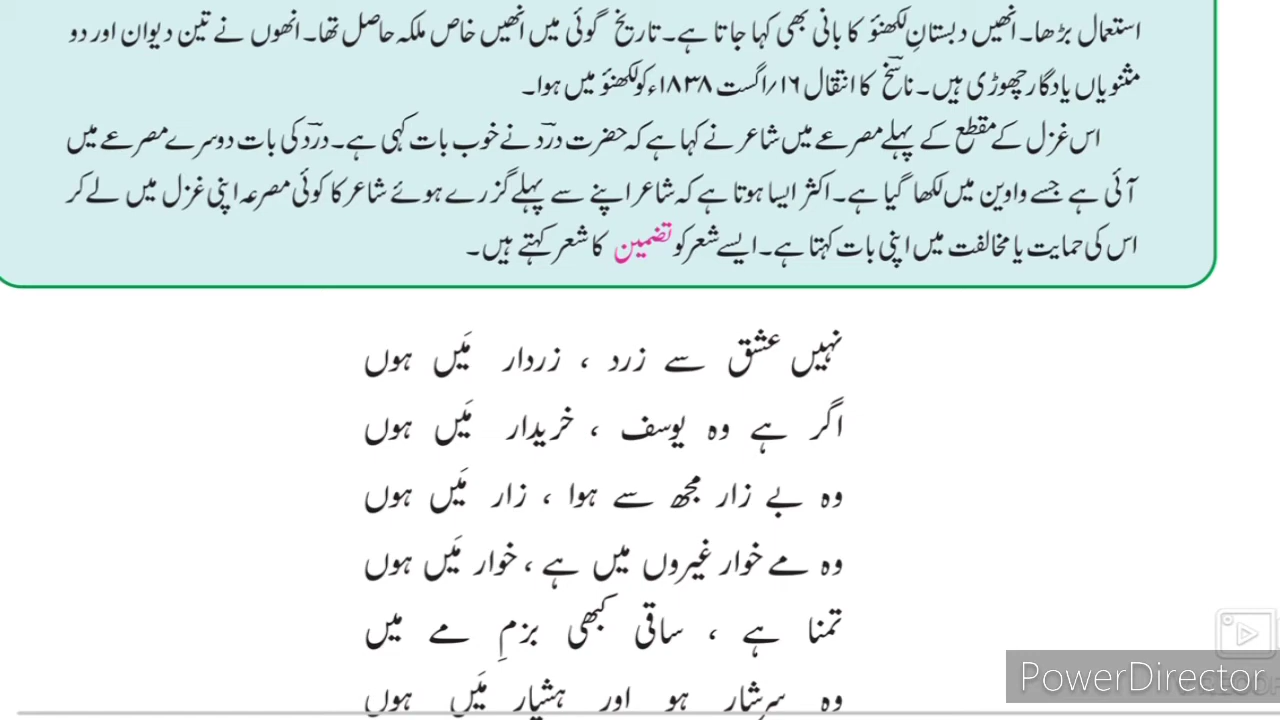 استعمال بڑھا۔ انھیں دبستانِ لکھنؤ کا بانی بھی کہا جاتا ہے۔ تاریخ گوئی میں انھیں خاص ملکہ حاصل تھا۔ انھوں نے تین دیوان اور دو
مثنویاں یادگار چھوڑی ہیں۔ ناسخؔ کا انتقال ۱۶؍اگست ۱۸۳۸ء کو لکھنؤ میں ہوا۔
اس غزل کے مقطع کے پہلے مصرعے میں شاعر نے کہا ہے کہ حضرت دردؔ نے خوب بات کہی ہے۔ دردؔ کی بات دوسرے مصرعے میں
آئی ہے جسے واوین میں لکھا گیا ہے۔ اکثر ایسا ہوتا ہے کہ شاعر اپنے سے پہلے گزرے ہوئے شاعر کا کوئی مصرعہ اپنی غزل میں لے کر
اس کی حمایت یا مخالفت میں اپنی بات کہتا ہے۔ ایسے شعر کو تضمین کا شعر کہتے ہیں۔
نہیں عشق سے زرد ، زردار مَیں ہوں
اگر ہے وہ یوسف ، خریدار مَیں ہوں
وہ بے زار مجھ سے ہوا ، زار مَیں ہوں
وہ مے خوار غیروں میں ہے ، خوار مَیں ہوں
تمنا ہے ، ساقی کبھی بزمِ مے میں
وہ سرشار ہو اور ہشیار مَیں ہوں
PowerDirector